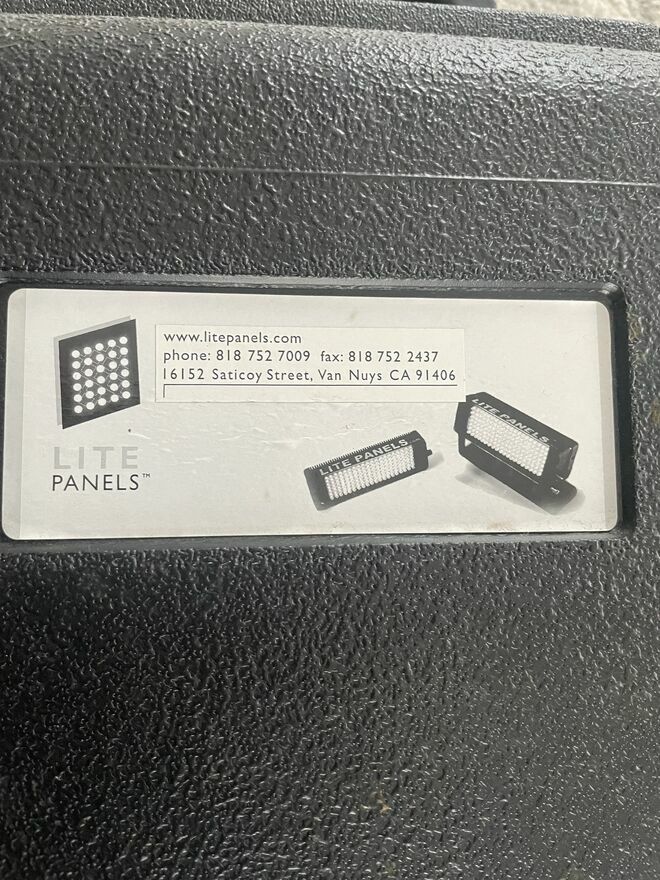 www.litepanels.com
phone: 818 752 7009 fax: 818 752 2437
16152 Saticoy Street, Van Nuys CA 91406
LITE
PANELS™
LITE PANELS
LITE PANELS